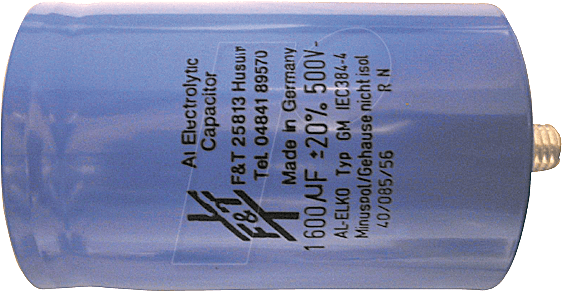 Al Electrolytic
Capacitor
F&T 25813 Husum
Tel. 04841 89570
Made in Germany
F&T
1600µF ±20% 500V-
AL-ELKO Typ GM IEC384-4
Minuspol/Gehause nicht isol
40/085/56 R N